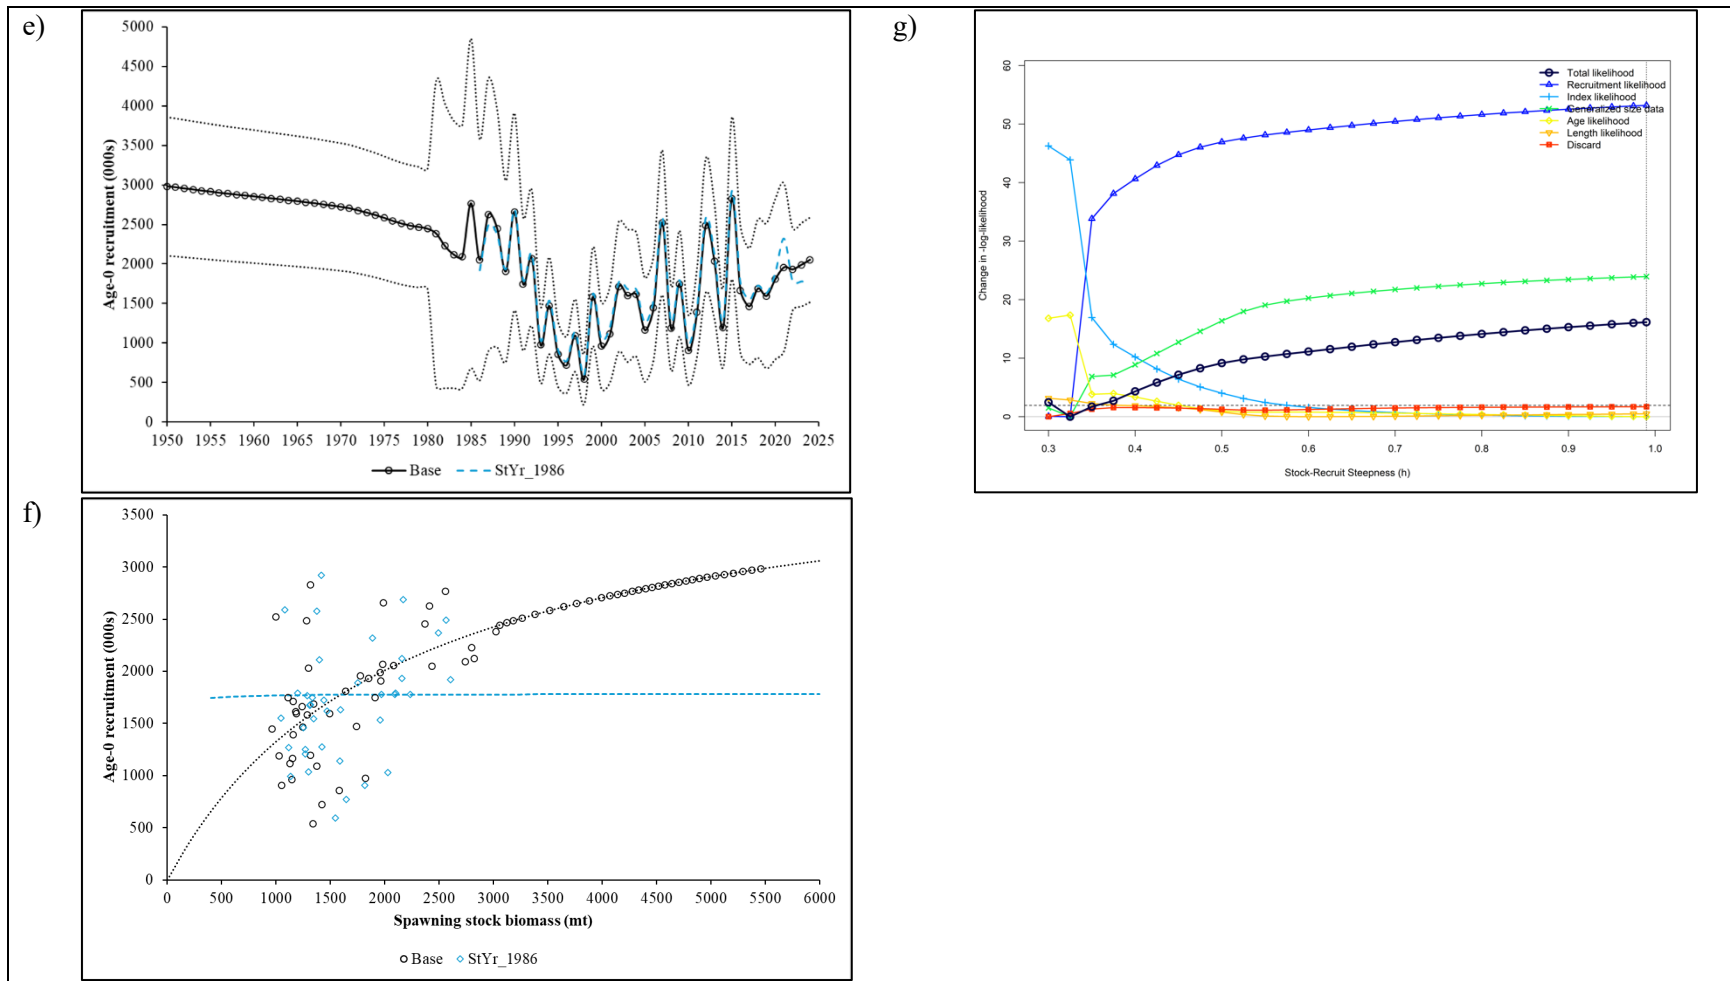 e)
Age-0 recruitment (000s)
5000
4500
4000
3500
3000
2500
2000
1500
1000
500
0
1950 1955 1960 1965 1970 1975 1980 1985 1990 1995 2000 2005 2010 2015 2020 2025
Base StYr_1986
g)
Change in -log-likelihood
60
50
40
30
20
10
0
Total likelihood
Recruitment likelihood
Index likelihood
Generalized size data
Age likelihood
Length likelihood
Discard
0.3 0.4 0.5 0.6 0.7 0.8 0.9 1.0
Stock-Recruit Steepness (h)
f)
Age-0 recruitment (000s)
3500
3000
2500
2000
1500
1000
500
0
0 500 1000 1500 2000 2500 3000 3500 4000 4500 5000 5500 6000
Spawning stock biomass (mt)
Base StYr_1986